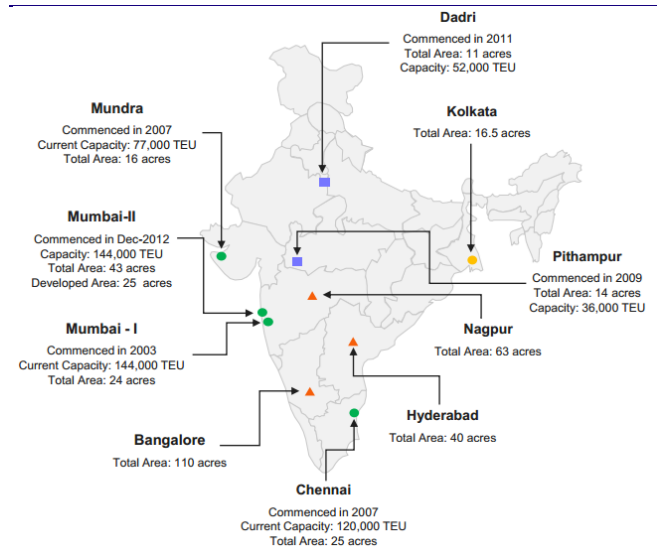 Dadri
Commenced in 2011
Total Area: 11 acres
Capacity: 52,000 TEU
Mundra
Commenced in 2007
Current Capacity: 77,000 TEU
Total Area: 16 acres
Kolkata
Total Area: 16.5 acres
Mumbai-II
Commenced in Dec-2012
Capacity: 144,000 TEU
Total Area: 43 acres
Developed Area: 25 acres
Pithampur
Commenced in 2009
Total Area: 14 acres
Capacity: 36,000 TEU
Mumbai - I
Commenced in 2003
Current Capacity: 144,000 TEU
Total Area: 24 acres
Nagpur
Total Area: 63 acres
Hyderabad
Total Area: 40 acres
Bangalore
Total Area: 110 acres
Chennai
Commenced in 2007
Current Capacity: 120,000 TEU
Total Area: 25 acres